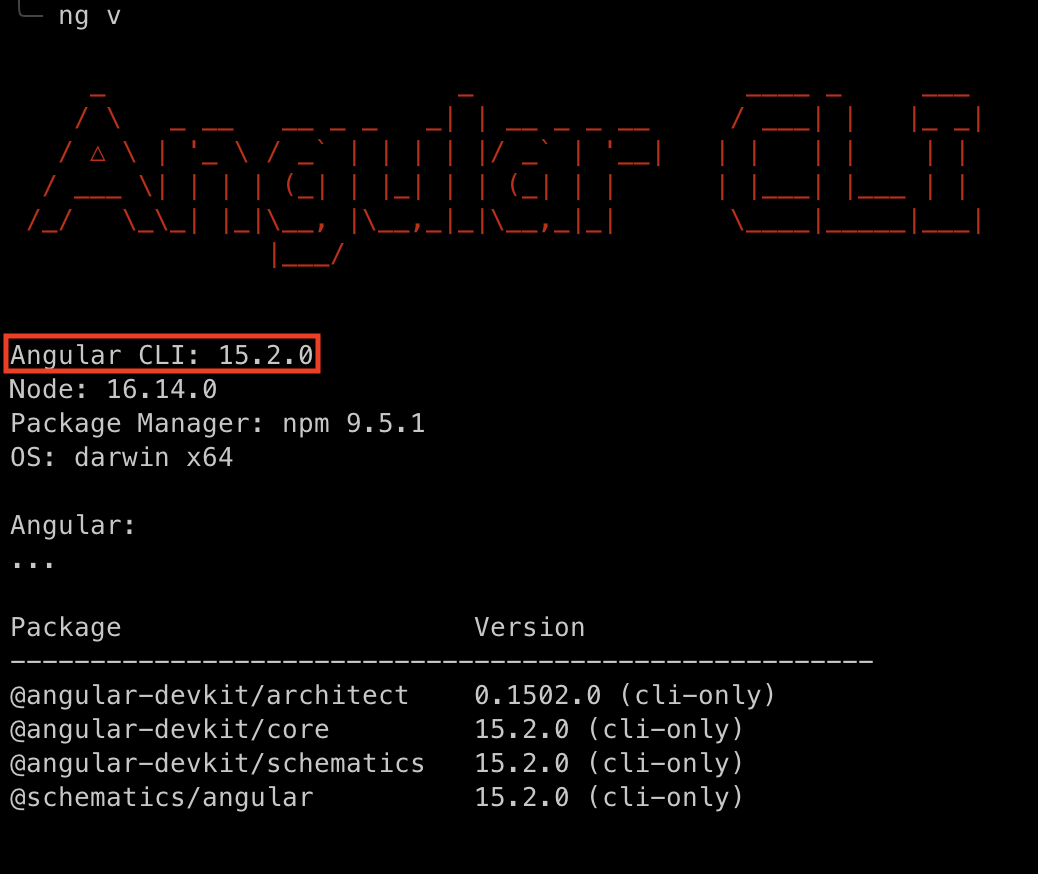 ng v
Angular CLI
Angular CLI: 15.2.0
Node: 16.14.0
Package Manager: npm 9.5.1
OS: darwin x64
Angular:
...
Package Version
------------------------------------------------------
@angular-devkit/architect 0.1502.0 (cli-only)
@angular-devkit/core 15.2.0 (cli-only)
@angular-devkit/schematics 15.2.0 (cli-only)
@schematics/angular 15.2.0 (cli-only)